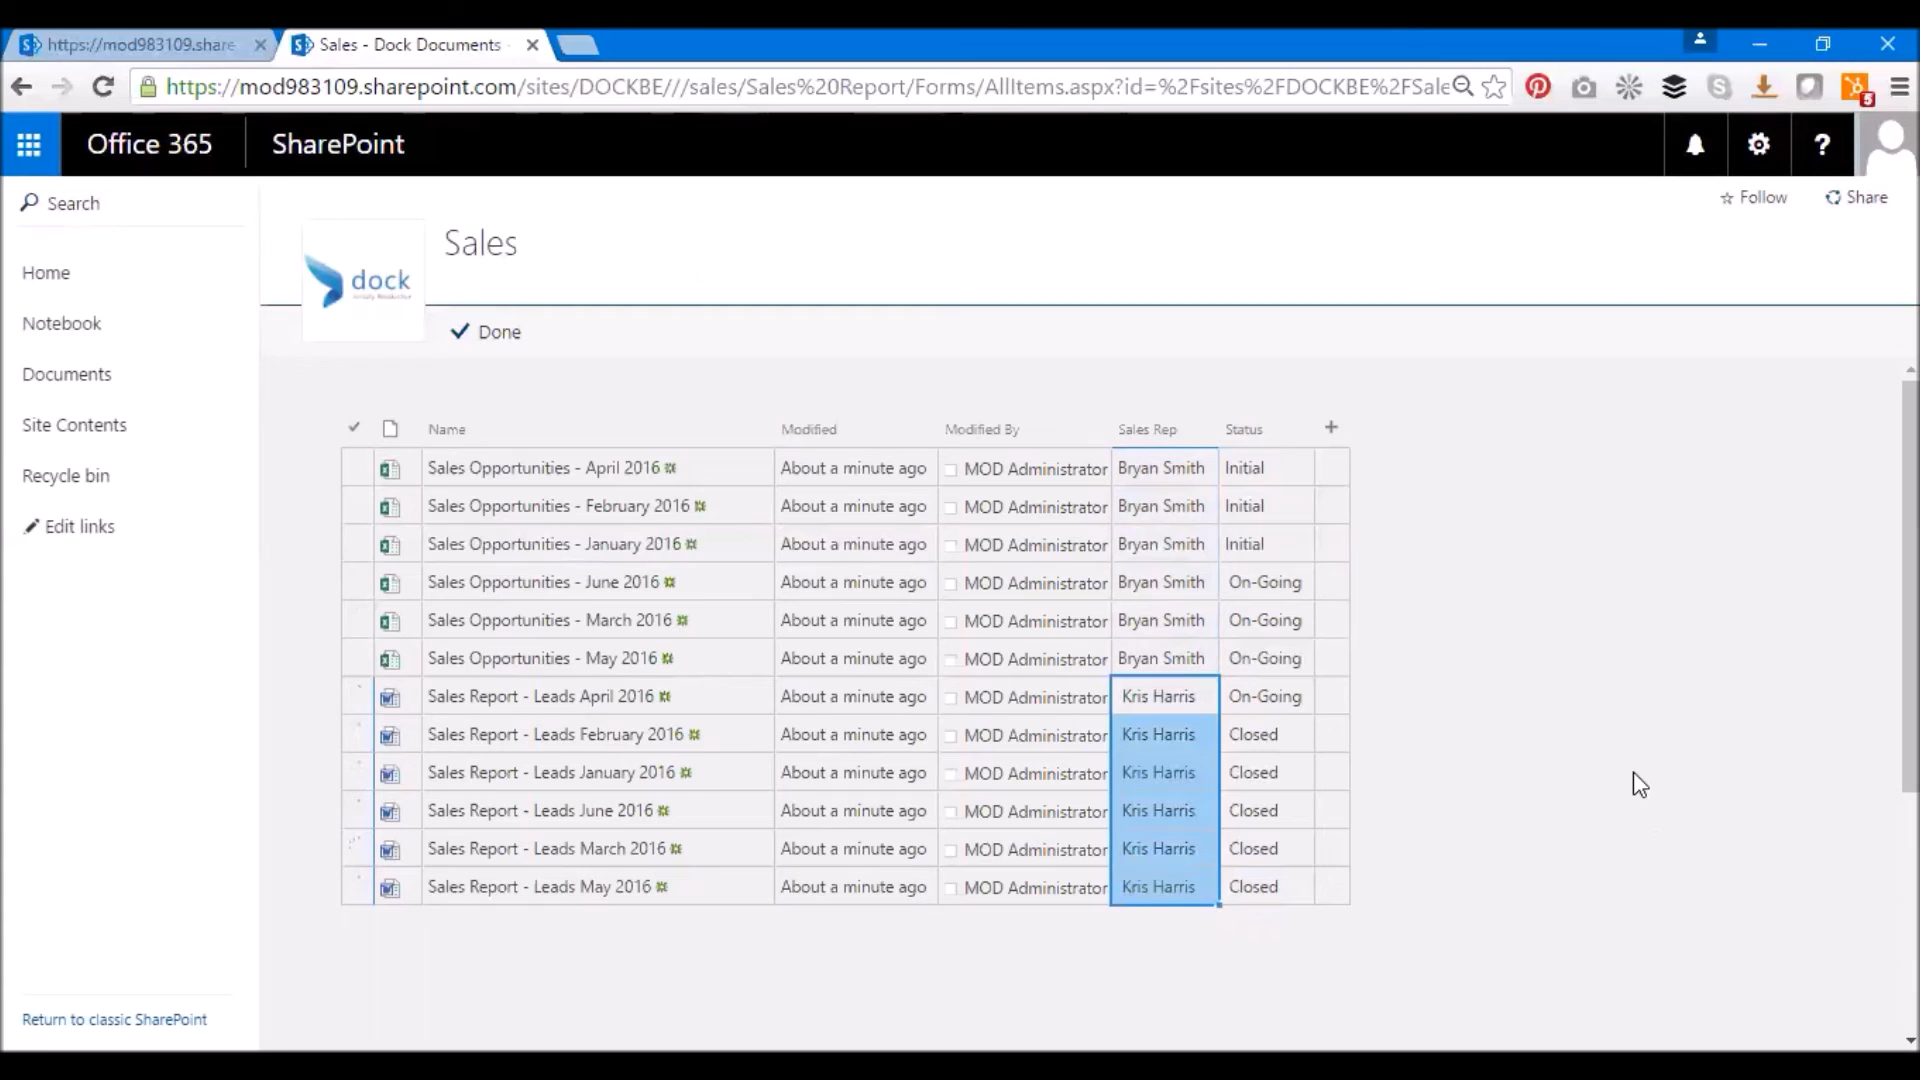 https://mod983109.share
Sales - Dock Documents -
https://mod983109.sharepoint.com/sites/DOCKBE///sales/Sales%20Report/Forms/AllItems.aspx?id=%2Fsites%2FDOCKBE%2FSale
5
Office 365 SharePoint ?
Search
Follow Share
Sales
dock
Done
Home
Notebook
Documents
Site Contents
Recycle bin
Edit links
Name Modified Modified By Sales Rep Status +
Sales Opportunities - April 2016 About a minute ago MOD Administrator Bryan Smith Initial
Sales Opportunities - February 2016 About a minute ago MOD Administrator Bryan Smith Initial
Sales Opportunities - January 2016 About a minute ago MOD Administrator Bryan Smith Initial
Sales Opportunities - June 2016 About a minute ago MOD Administrator Bryan Smith On-Going
Sales Opportunities - March 2016 About a minute ago MOD Administrator Bryan Smith On-Going
Sales Opportunities - May 2016 About a minute ago MOD Administrator Bryan Smith On-Going
Sales Report - Leads April 2016 About a minute ago MOD Administrator Kris Harris On-Going
Sales Report - Leads February 2016 About a minute ago MOD Administrator Kris Harris Closed
Sales Report - Leads January 2016 About a minute ago MOD Administrator Kris Harris Closed
Sales Report - Leads June 2016 About a minute ago MOD Administrator Kris Harris Closed
Sales Report - Leads March 2016 About a minute ago MOD Administrator Kris Harris Closed
Sales Report - Leads May 2016 About a minute ago MOD Administrator Kris Harris Closed
Return to classic SharePoint